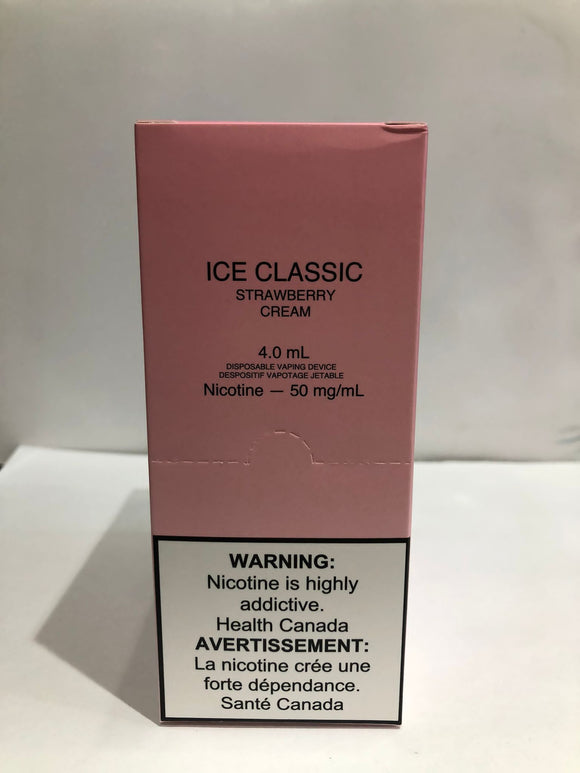 ICE CLASSIC
STRAWBERRY
CREAM
4.0 mL
DISPOSABLE VAPING DEVICE
DESPOSITIF VAPOTAGE JETABLE
Nicotine — 50 mg/mL
WARNING:
Nicotine is highly
addictive.
Health Canada
AVERTISSEMENT:
La nicotine crée une
forte dépendance.
Santé Canada